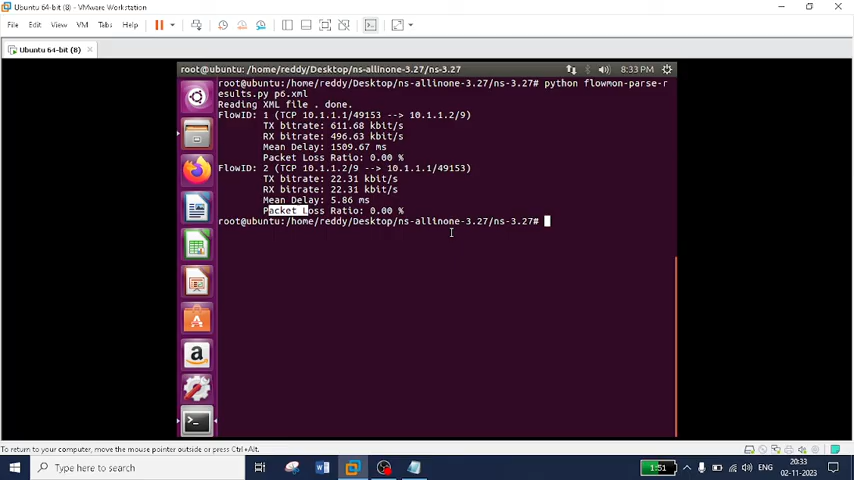 Ubuntu 64-bit (8) - VMware Workstation
File Edit View VM Tabs Help
Ubuntu 64-bit (8)
root@ubuntu: /home/reddy/Desktop/ns-allinone-3.27/ns-3.27
8:33 PM
root@ubuntu:/home/reddy/Desktop/ns-allinone-3.27/ns-3.27# python flowmon-parse-r
esults.py p6.xml
Reading XML file . done.
FlowID: 1 (TCP 10.1.1.1/49153 --> 10.1.1.2/9)
TX bitrate: 611.68 kbit/s
RX bitrate: 496.63 kbit/s
Mean Delay: 1509.67 ms
Packet Loss Ratio: 0.00 %
FlowID: 2 (TCP 10.1.1.2/9 --> 10.1.1.1/49153)
TX bitrate: 22.31 kbit/s
RX bitrate: 22.31 kbit/s
Mean Delay: 5.86 ms
Packet Loss Ratio: 0.00 %
root@ubuntu:/home/reddy/Desktop/ns-allinone-3.27/ns-3.27#
To return to your computer, move the mouse pointer outside or press Ctrl+Alt.
Type here to search
1:51
ENG
20:33
02-11-2023